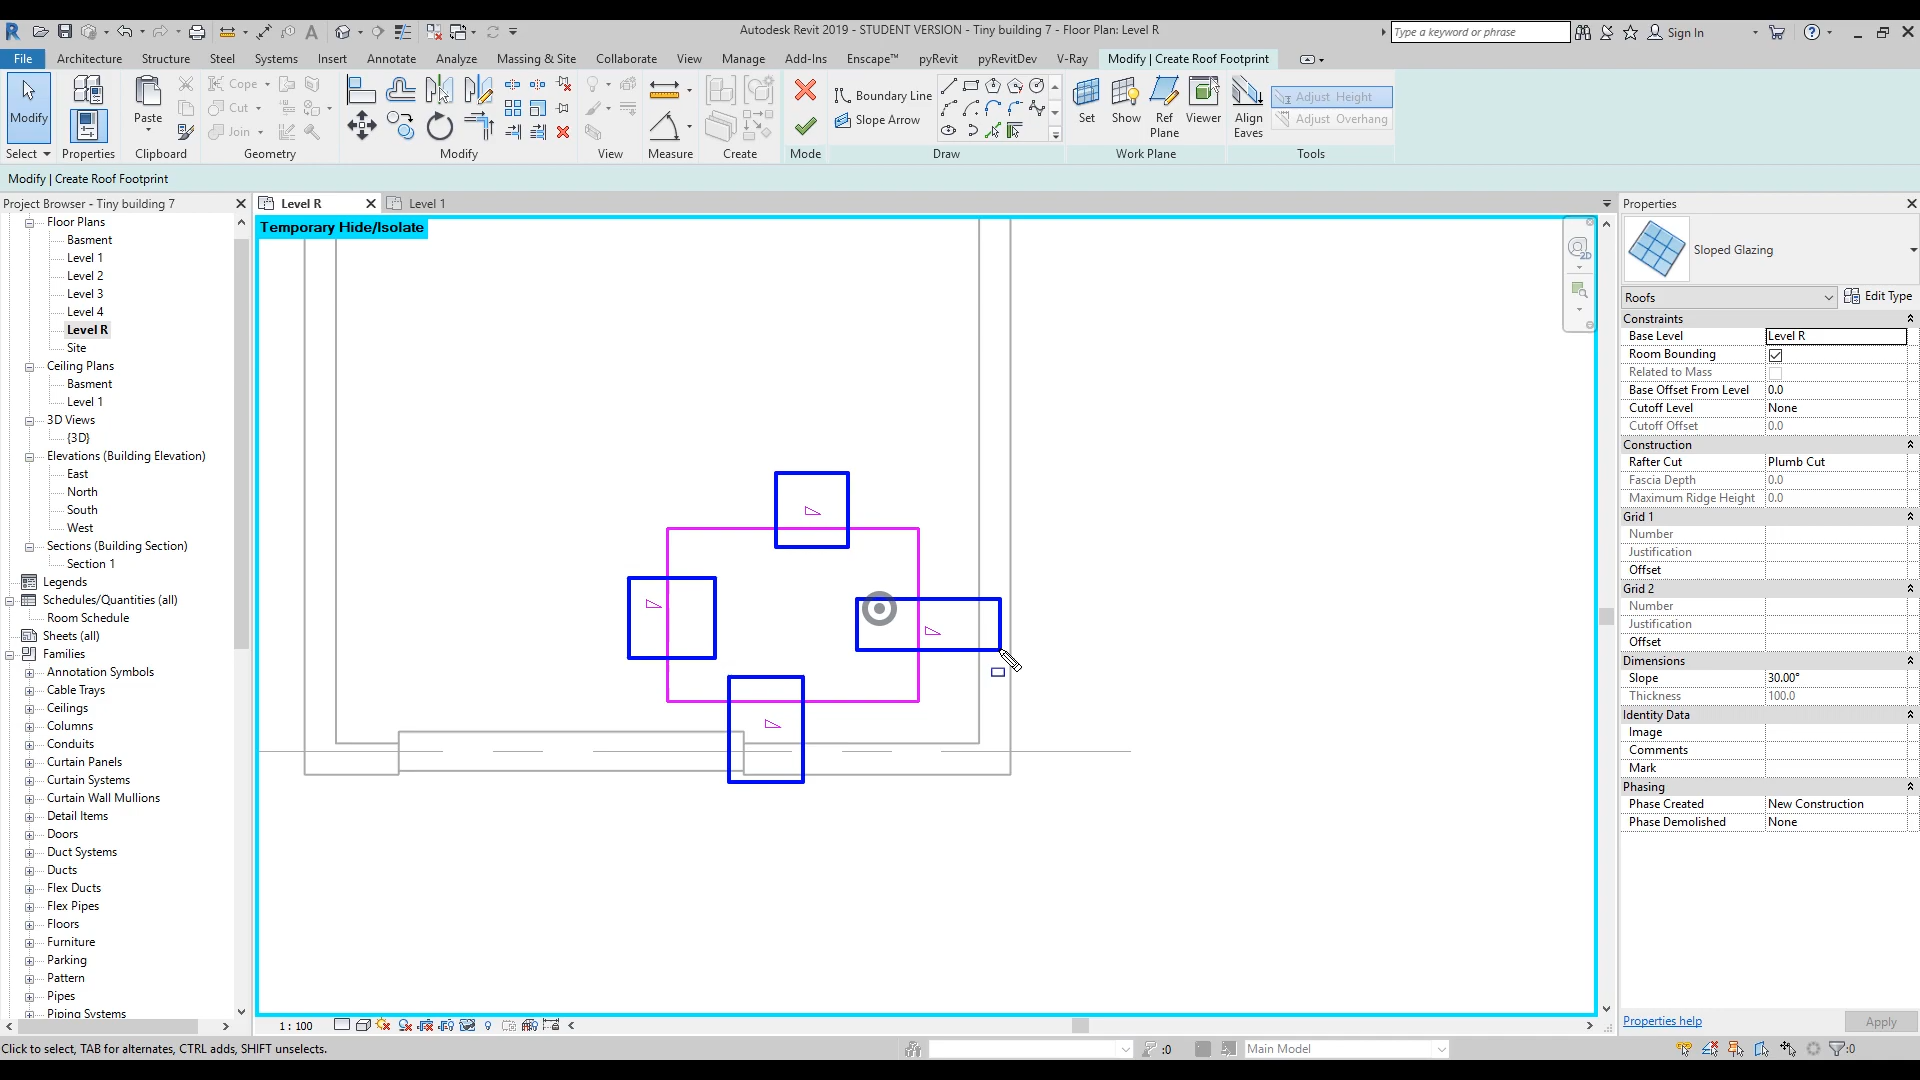 Autodesk Revit 2019 - STUDENT VERSION - Tiny building 7 - Floor Plan: Level R
Type a keyword or phrase
Sign In
File
Architecture
Structure
Steel
Systems
Insert
Annotate
Analyze
Massing & Site
Collaborate
View
Manage
Add-Ins
Enscape™
pyRevit
pyRevitDev
V-Ray
Modify | Create Roof Footprint
Modify
Paste
Cope
Cut
Join
Boundary Line
Slope Arrow
Set
Show
Ref
Plane
Viewer
Align
Eaves
Adjust Height
Adjust Overhang
Select
Properties
Clipboard
Geometry
Modify
View
Measure
Create
Mode
Draw
Work Plane
Tools
Modify | Create Roof Footprint
Project Browser - Tiny building 7
Floor Plans
Basment
Level 1
Level 2
Level 3
Level 4
Level R
Site
Ceiling Plans
Basment
Level 1
3D Views
{3D}
Elevations (Building Elevation)
East
North
South
West
Sections (Building Section)
Section 1
Legends
Schedules/Quantities (all)
Room Schedule
Sheets (all)
Families
Annotation Symbols
Cable Trays
Ceilings
Columns
Conduits
Curtain Panels
Curtain Systems
Curtain Wall Mullions
Detail Items
Doors
Duct Systems
Ducts
Flex Ducts
Flex Pipes
Floors
Furniture
Parking
Pattern
Pipes
Piping Systems
Level R
Level 1
Temporary Hide/Isolate
2D
Properties
Sloped Glazing
Roofs
Edit Type
Constraints
Base Level Level R
Room Bounding
Related to Mass
Base Offset From Level 0.0
Cutoff Level None
Cutoff Offset 0.0
Construction
Rafter Cut Plumb Cut
Fascia Depth 0.0
Maximum Ridge Height 0.0
Grid 1
Number
Justification
Offset
Grid 2
Number
Justification
Offset
Dimensions
Slope 30.00°
Thickness 100.0
Identity Data
Image
Comments
Mark
Phasing
Phase Created New Construction
Phase Demolished None
Properties help
Apply
1 : 100
Click to select, TAB for alternates, CTRL adds, SHIFT unselects.
:0
Main Model
:0